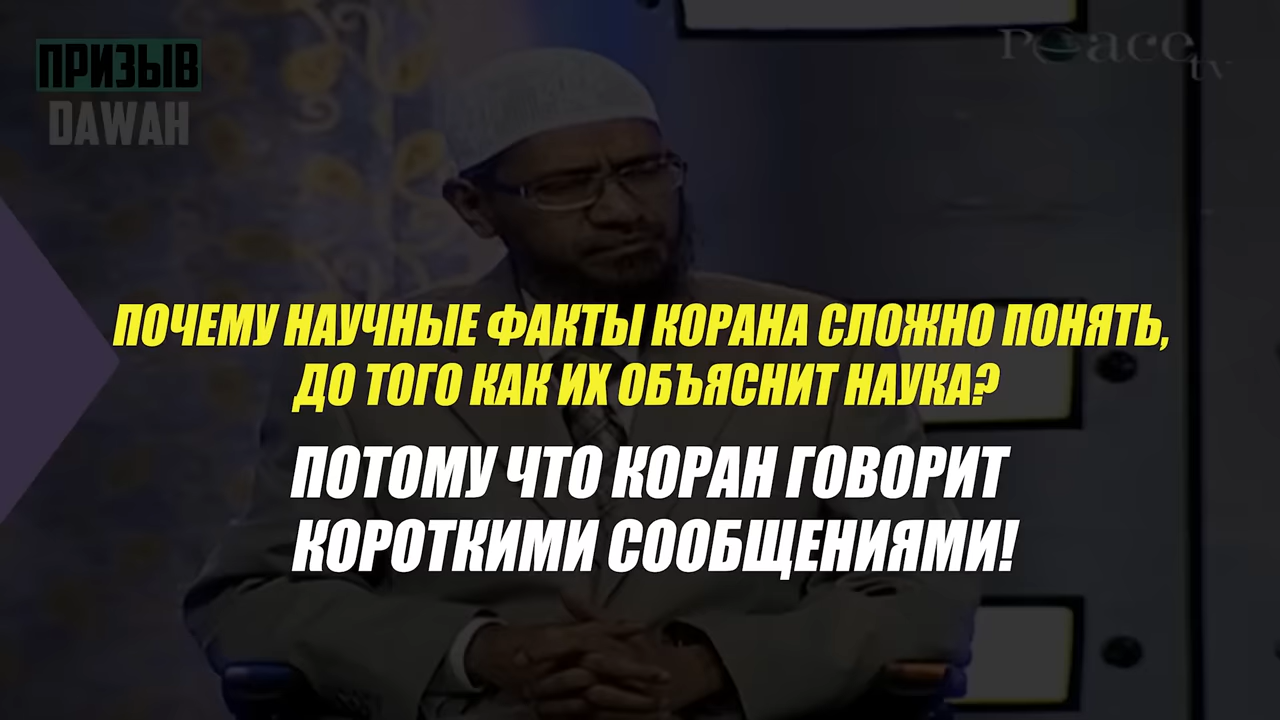 ПРИЗЫВ
DAWAH
Peace tv
ПОЧЕМУ НАУЧНЫЕ ФАКТЫ КОРАНА СЛОЖНО ПОНЯТЬ,
ДО ТОГО КАК ИХ ОБЪЯСНИТ НАУКА?
ПОТОМУ ЧТО КОРАН ГОВОРИТ
КОРОТКИМИ СООБЩЕНИЯМИ!